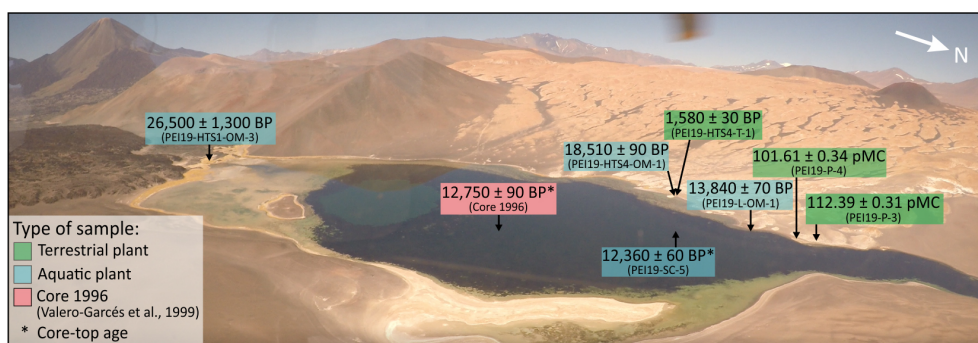 N
26,500 ± 1,300 BP
(PEI19-HTS1-OM-3)
1,580 ± 30 BP
(PEI19-HTS4-T-1)
18,510 ± 90 BP
(PEI19-HTS4-OM-1)
101.61 ± 0.34 pMC
(PEI19-P-4)
12,750 ± 90 BP*
(Core 1996)
13,840 ± 70 BP
(PEI19-L-OM-1)
112.39 ± 0.31 pMC
(PEI19-P-3)
12,360 ± 60 BP*
(PEI19-SC-5)
Type of sample:
Terrestrial plant
Aquatic plant
Core 1996
(Valero-Garcés et al., 1999)
* Core-top age